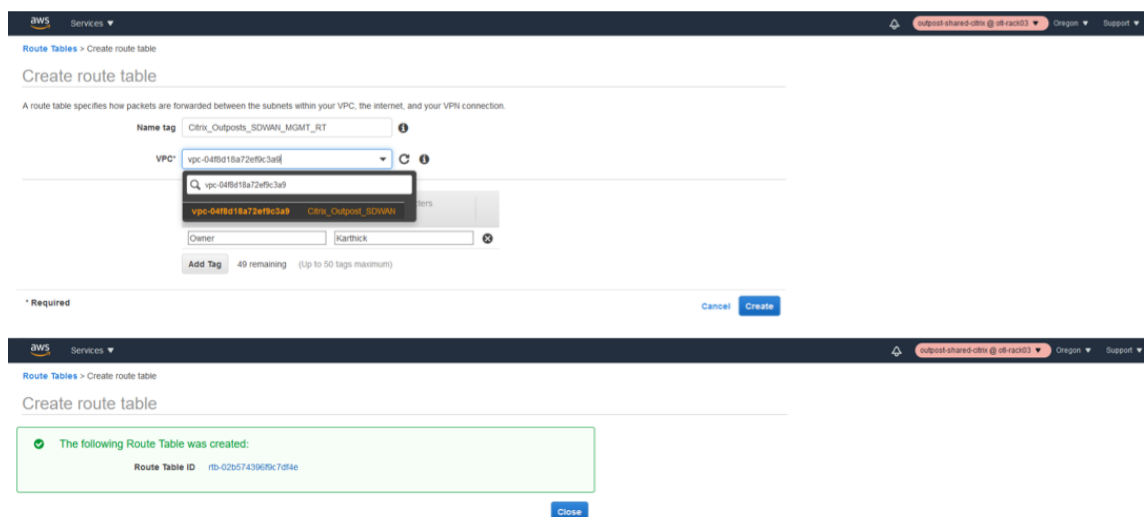 aws Services ▼ outpost-shared-citrix @ otl-rack03 ▼ Oregon ▼ Support ▼
Route Tables > Create route table
Create route table
A route table specifies how packets are forwarded between the subnets within your VPC, the internet, and your VPN connection.
Name tag Citrix_Outposts_SDWAN_MGMT_RT
VPC* vpc-04f8d18a72ef9c3a9
vpc-04f8d18a72ef9c3a9
vpc-04f8d18a72ef9c3a9 Citrix_Outpost_SDWAN
ters
Owner Karthick
Add Tag 49 remaining (Up to 50 tags maximum)
* Required Cancel Create
aws Services ▼ outpost-shared-citrix @ otl-rack03 ▼ Oregon ▼ Support ▼
Route Tables > Create route table
Create route table
The following Route Table was created:
Route Table ID rtb-02b574396f9c7df4e
Close